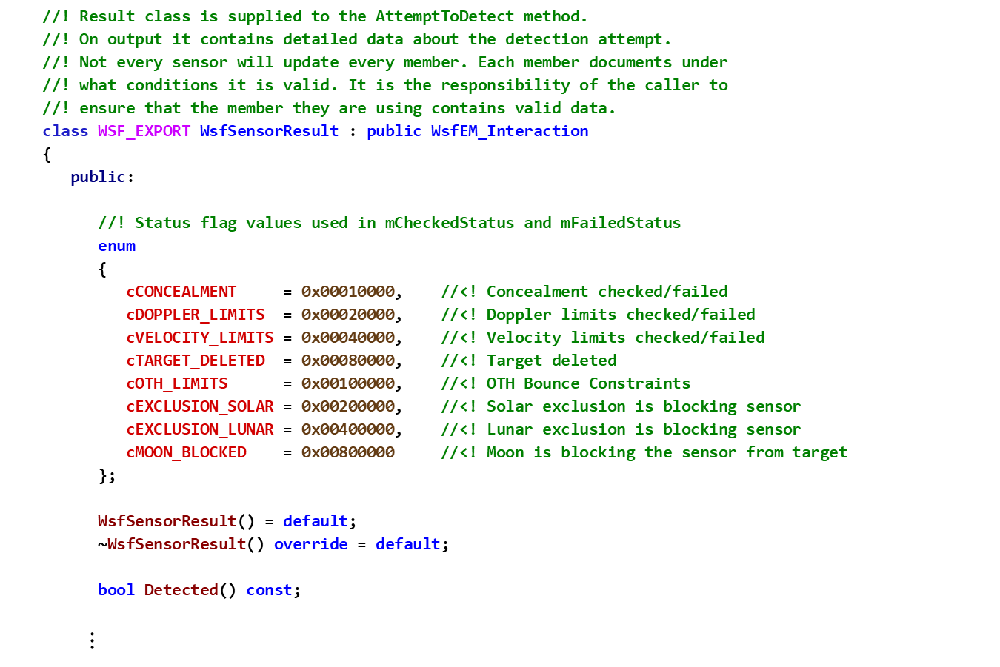 //! Result class is supplied to the AttemptToDetect method.
//! On output it contains detailed data about the detection attempt.
//! Not every sensor will update every member. Each member documents under
//! what conditions it is valid. It is the responsibility of the caller to
//! ensure that the member they are using contains valid data.
class WSF_EXPORT WsfSensorResult : public WsfEM_Interaction
{
   public:

      //! Status flag values used in mCheckedStatus and mFailedStatus
      enum
      {
         cCONCEALMENT     = 0x00010000,    //<! Concealment checked/failed
         cDOPPLER_LIMITS  = 0x00020000,    //<! Doppler limits checked/failed
         cVELOCITY_LIMITS = 0x00040000,    //<! Velocity limits checked/failed
         cTARGET_DELETED  = 0x00080000,    //<! Target deleted
         cOTH_LIMITS      = 0x00100000,    //<! OTH Bounce Constraints
         cEXCLUSION_SOLAR = 0x00200000,    //<! Solar exclusion is blocking sensor
         cEXCLUSION_LUNAR = 0x00400000,    //<! Lunar exclusion is blocking sensor
         cMOON_BLOCKED    = 0x00800000     //<! Moon is blocking the sensor from target
      };

      WsfSensorResult() = default;
      ~WsfSensorResult() override = default;

      bool Detected() const;

     ⋮